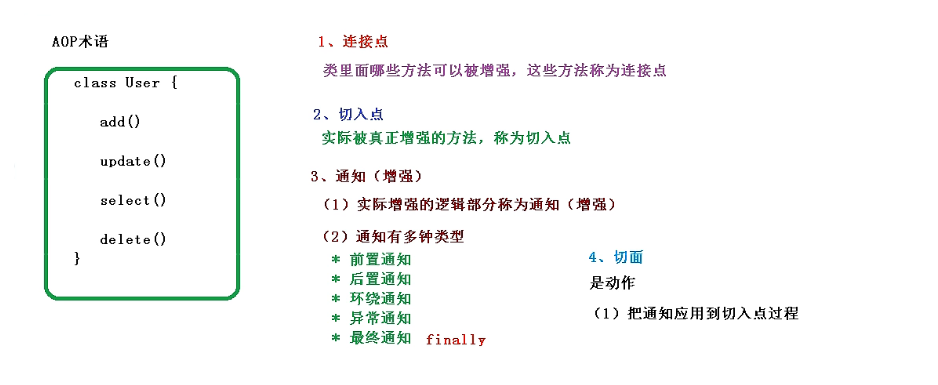 AOP术语
class User {
add()
update()
select()
delete()
}
1、连接点
类里面哪些方法可以被增强，这些方法称为连接点
2、切入点
实际被真正增强的方法，称为切入点
3、通知（增强）
（1）实际增强的逻辑部分称为通知（增强）
（2）通知有多钟类型
* 前置通知
* 后置通知
* 环绕通知
* 异常通知
* 最终通知 finally
4、切面
是动作
（1）把通知应用到切入点过程